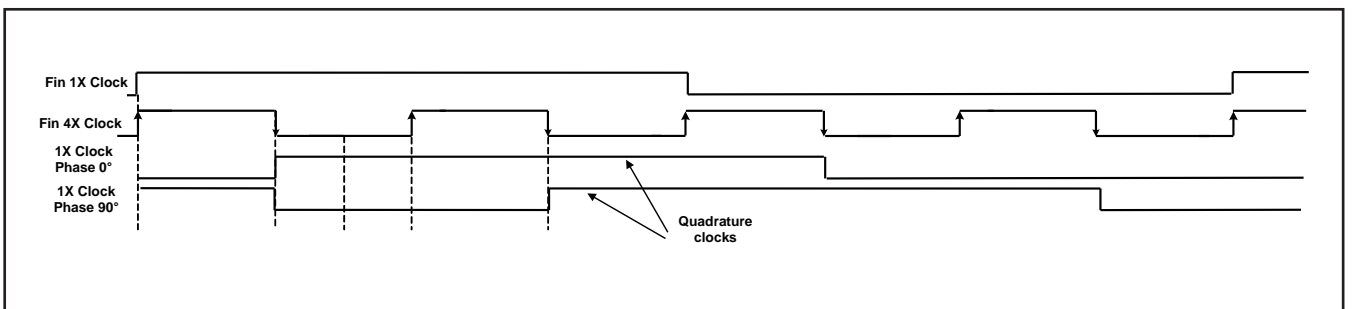 Fin 1X Clock
Fin 4X Clock
1X Clock
Phase 0°
1X Clock
Phase 90°
Quadrature
clocks